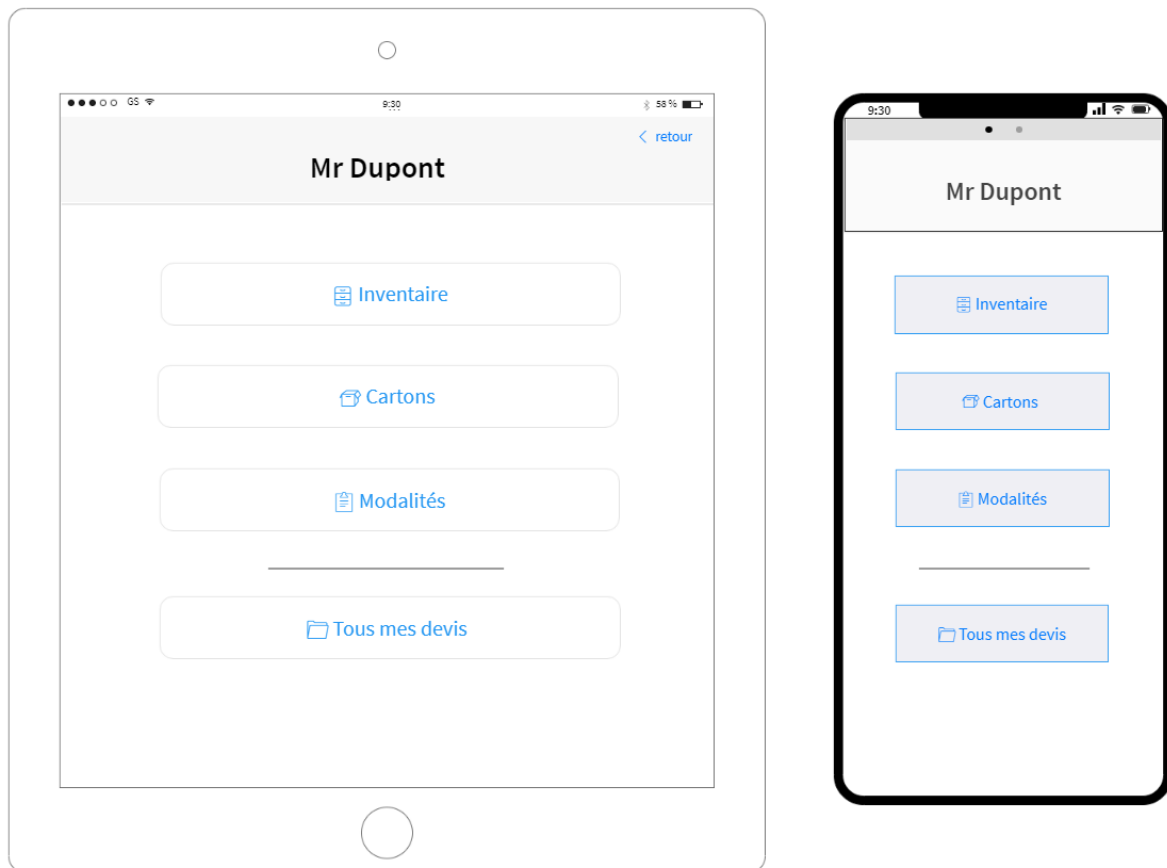 GS 9:30 58 %
retour
Mr Dupont
Inventaire
Cartons
Modalités
Tous mes devis
9:30
Mr Dupont
Inventaire
Cartons
Modalités
Tous mes devis